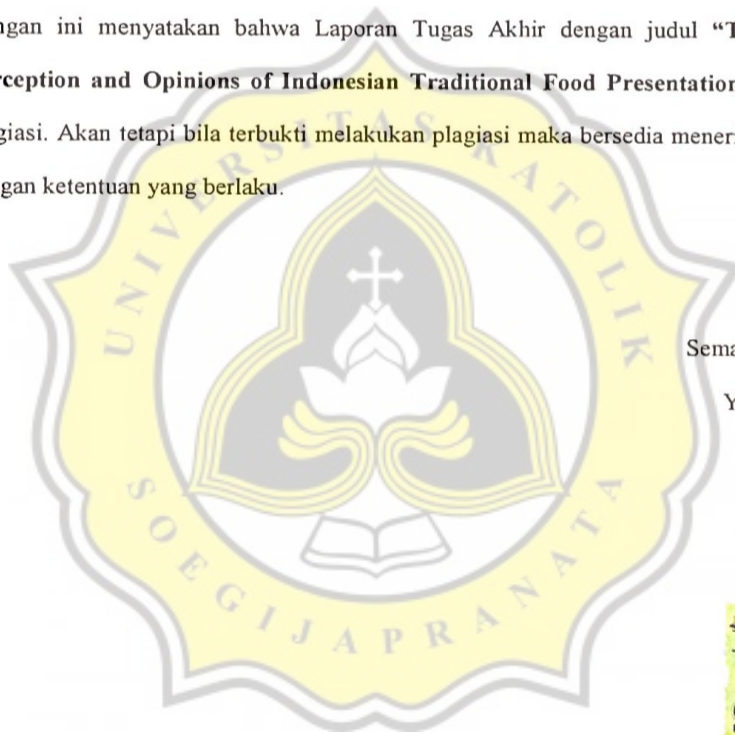 ngan ini menyatakan bahwa Laporan Tugas Akhir dengan judul “T
ception and Opinions of Indonesian Traditional Food Presentation
giasi. Akan tetapi bila terbukti melakukan plagiasi maka bersedia mener
gan ketentuan yang berlaku.
UNIVERSITAS KATOLIK
Sema
Y
SOEGIJAPRANATA